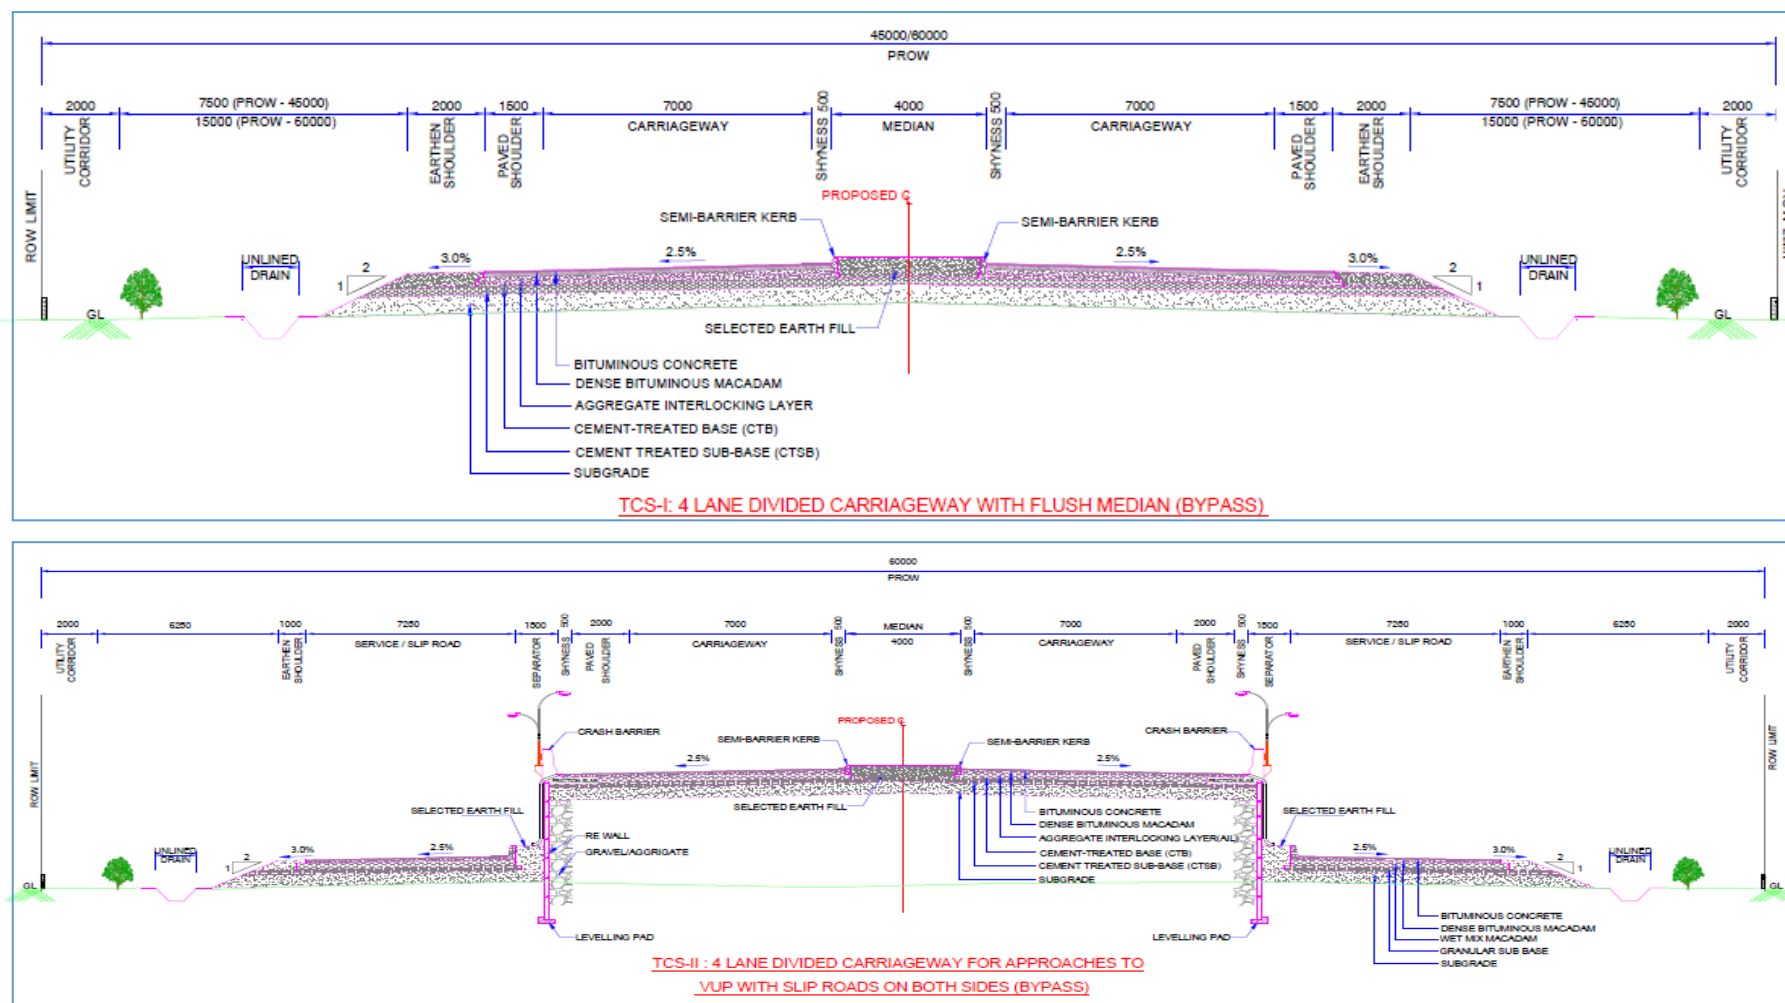 45000/60000
PROW
2000
7500 (PROW - 45000)
15000 (PROW - 60000)
2000
1500
7000
500
4000
500
7000
1500
2000
7500 (PROW - 45000)
15000 (PROW - 60000)
2000
UTILITY
CORRIDOR
EARTHEN
SHOULDER
PAVED
SHOULDER
CARRIAGEWAY
SHYNESS
MEDIAN
SHYNESS
CARRIAGEWAY
PAVED
SHOULDER
EARTHEN
SHOULDER
UTILITY
CORRIDOR
ROW LIMIT
PROPOSED ℄
SEMI-BARRIER KERB
SEMI-BARRIER KERB
UNLINED
DRAIN
2
1
3.0%
2.5%
2.5%
3.0%
2
1
UNLINED
DRAIN
GL
GL
SELECTED EARTH FILL
BITUMINOUS CONCRETE
DENSE BITUMINOUS MACADAM
AGGREGATE INTERLOCKING LAYER
CEMENT-TREATED BASE (CTB)
CEMENT TREATED SUB-BASE (CTSB)
SUBGRADE
TCS-I: 4 LANE DIVIDED CARRIAGEWAY WITH FLUSH MEDIAN (BYPASS)
60000
PROW
2000
6250
1000
7250
1500
500
2000
7000
500
MEDIAN
4000
500
7000
2000
500
1500
7250
1000
6250
2000
UTILITY
CORRIDOR
EARTHEN
SHOULDER
SERVICE / SLIP ROAD
SEPARATOR
SHYNESS
PAVED
SHOULDER
CARRIAGEWAY
SHYNESS
SHYNESS
CARRIAGEWAY
PAVED
SHOULDER
SHYNESS
SEPARATOR
SERVICE / SLIP ROAD
EARTHEN
SHOULDER
UTILITY
CORRIDOR
ROW LIMIT
ROW LIMIT
PROPOSED ℄
CRASH BARRIER
SEMI-BARRIER KERB
SEMI-BARRIER KERB
CRASH BARRIER
2.5%
2.5%
FRICTION SLAB
FRICTION SLAB
SELECTED EARTH FILL
SELECTED EARTH FILL
SELECTED EARTH FILL
BITUMINOUS CONCRETE
DENSE BITUMINOUS MACADAM
AGGREGATE INTERLOCKING LAYER(AIL)
CEMENT-TREATED BASE (CTB)
CEMENT TREATED SUB-BASE (CTSB)
SUBGRADE
RE WALL
GRAVEL/AGGRIGATE
UNLINED
DRAIN
2
1
3.0%
2.5%
2.5%
3.0%
2
1
UNLINED
DRAIN
GL
GL
BITUMINOUS CONCRETE
DENSE BITUMINOUS MACADAM
WET MIX MACADAM
GRANULAR SUB BASE
SUBGRADE
LEVELLING PAD
LEVELLING PAD
TCS-II : 4 LANE DIVIDED CARRIAGEWAY FOR APPROACHES TO
VUP WITH SLIP ROADS ON BOTH SIDES (BYPASS)